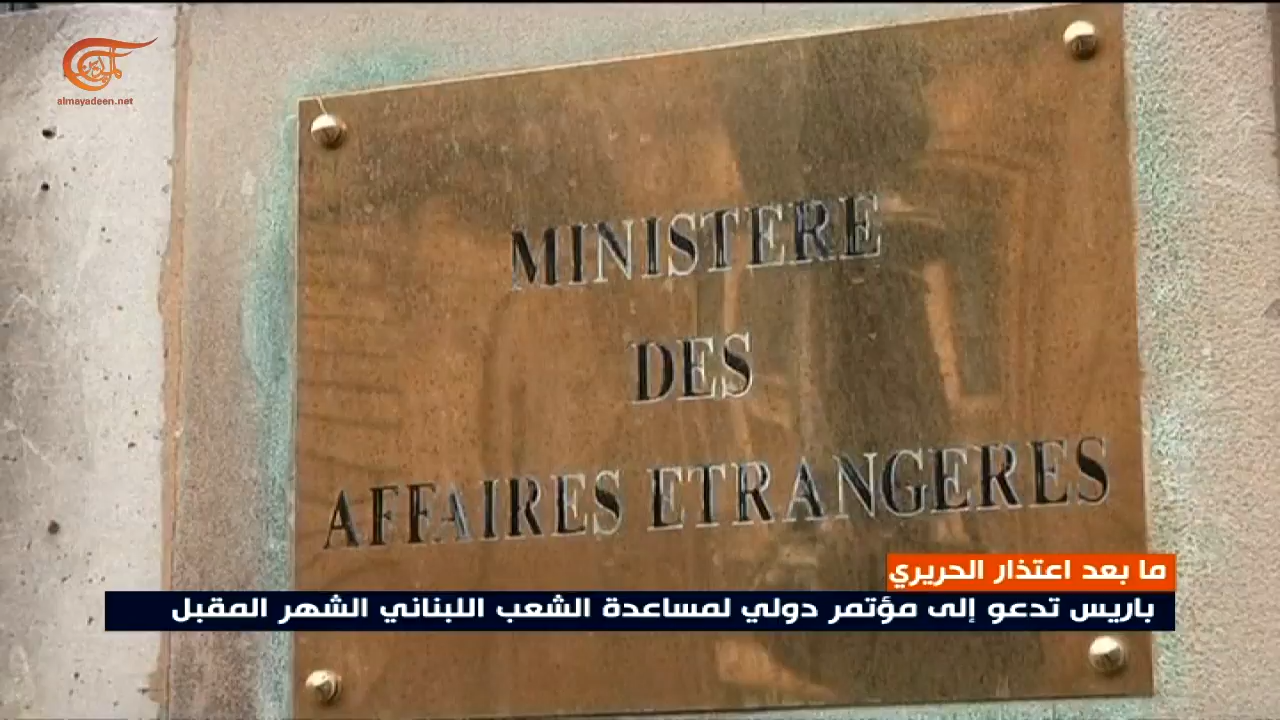 almayadeen.net
MINISTERE
DES
AFFAIRES ETRANGERES
ما بعد اعتذار الحريري
باريس تدعو إلى مؤتمر دولي لمساعدة الشعب اللبناني الشهر المقبل